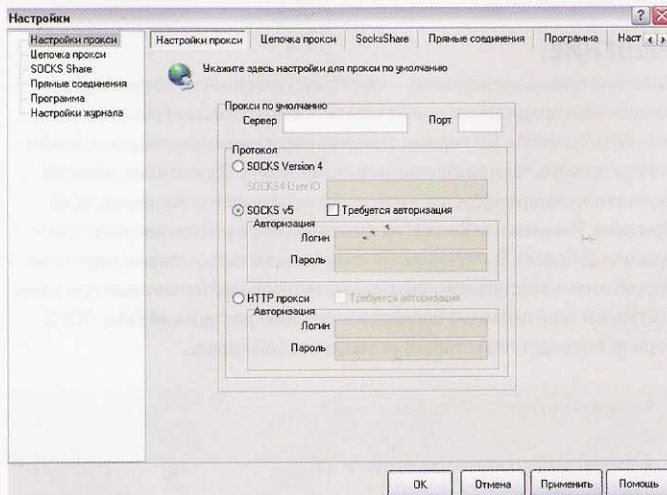 Настройки
Настройки прокси
Цепочка прокси
SOCKS Share
Прямые соединения
Программа
Настройки журнала
Настройки прокси Цепочка прокси SocksShare Прямые соединения Программа Наст
Укажите здесь настройки для прокси по умолчанию
Прокси по умолчанию
Сервер Порт
Протокол
SOCKS Version 4
SOCKS4 User ID
SOCKS v5 Требуется авторизация
Авторизация
Логин
Пароль
HTTP прокси Требуется авторизация
Авторизация
Логин
Пароль
OK Отмена Применить Помощь